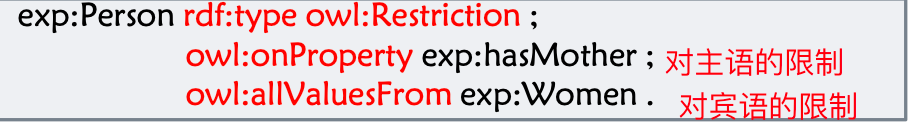 exp:Person rdf:type owl:Restriction ;
owl:onProperty exp:hasMother ; 对主语的限制
owl:allValuesFrom exp:Women . 对宾语的限制